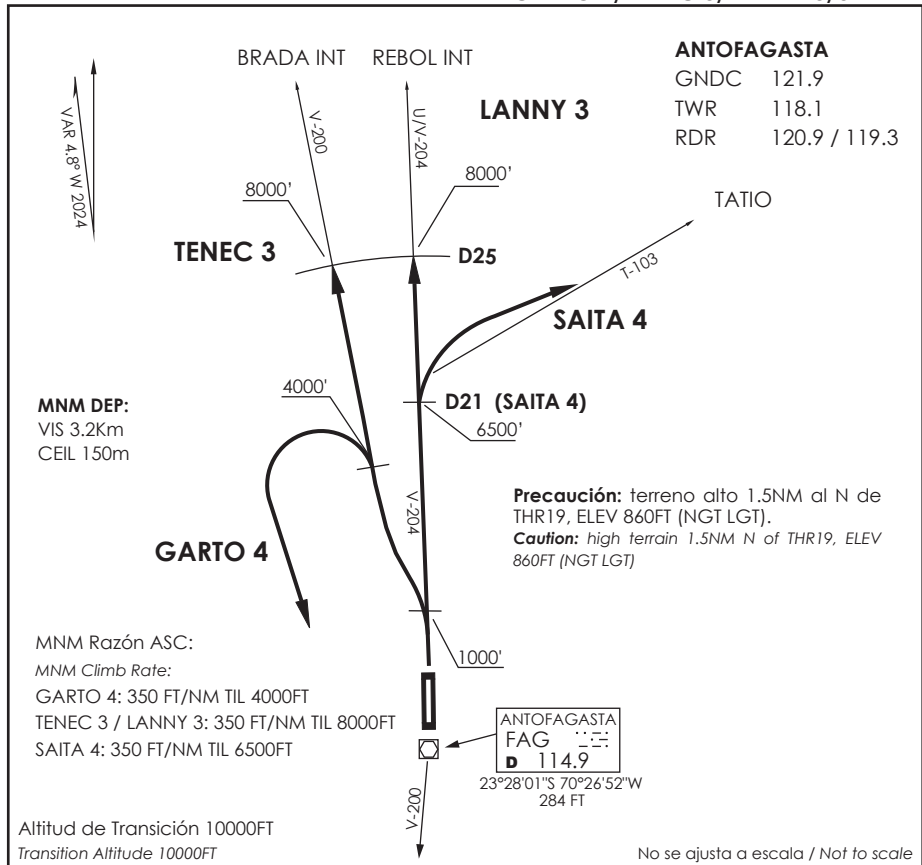 BRADA INT REBOL INT
ANTOFAGASTA
GNDC 121.9
TWR 118.1
RDR 120.9 / 119.3
LANNY 3
VAR 4.8° W 2024
V-200
U/V-204
8000'
8000'
TATIO
TENEC 3
D25
T-103
SAITA 4
4000'
D21 (SAITA 4)
6500'
MNM DEP:
VIS 3.2Km
CEIL 150m
V-204
Precaución: terreno alto 1.5NM al N de
THR19, ELEV 860FT (NGT LGT).
Caution: high terrain 1.5NM N of THR19, ELEV
860FT (NGT LGT)
GARTO 4
1000'
MNM Razón ASC:
MNM Climb Rate:
GARTO 4: 350 FT/NM TIL 4000FT
TENEC 3 / LANNY 3: 350 FT/NM TIL 8000FT
SAITA 4: 350 FT/NM TIL 6500FT
ANTOFAGASTA
FAG
D 114.9
23°28'01"S 70°26'52"W
284 FT
V-200
Altitud de Transición 10000FT
Transition Altitude 10000FT
No se ajusta a escala / Not to scale